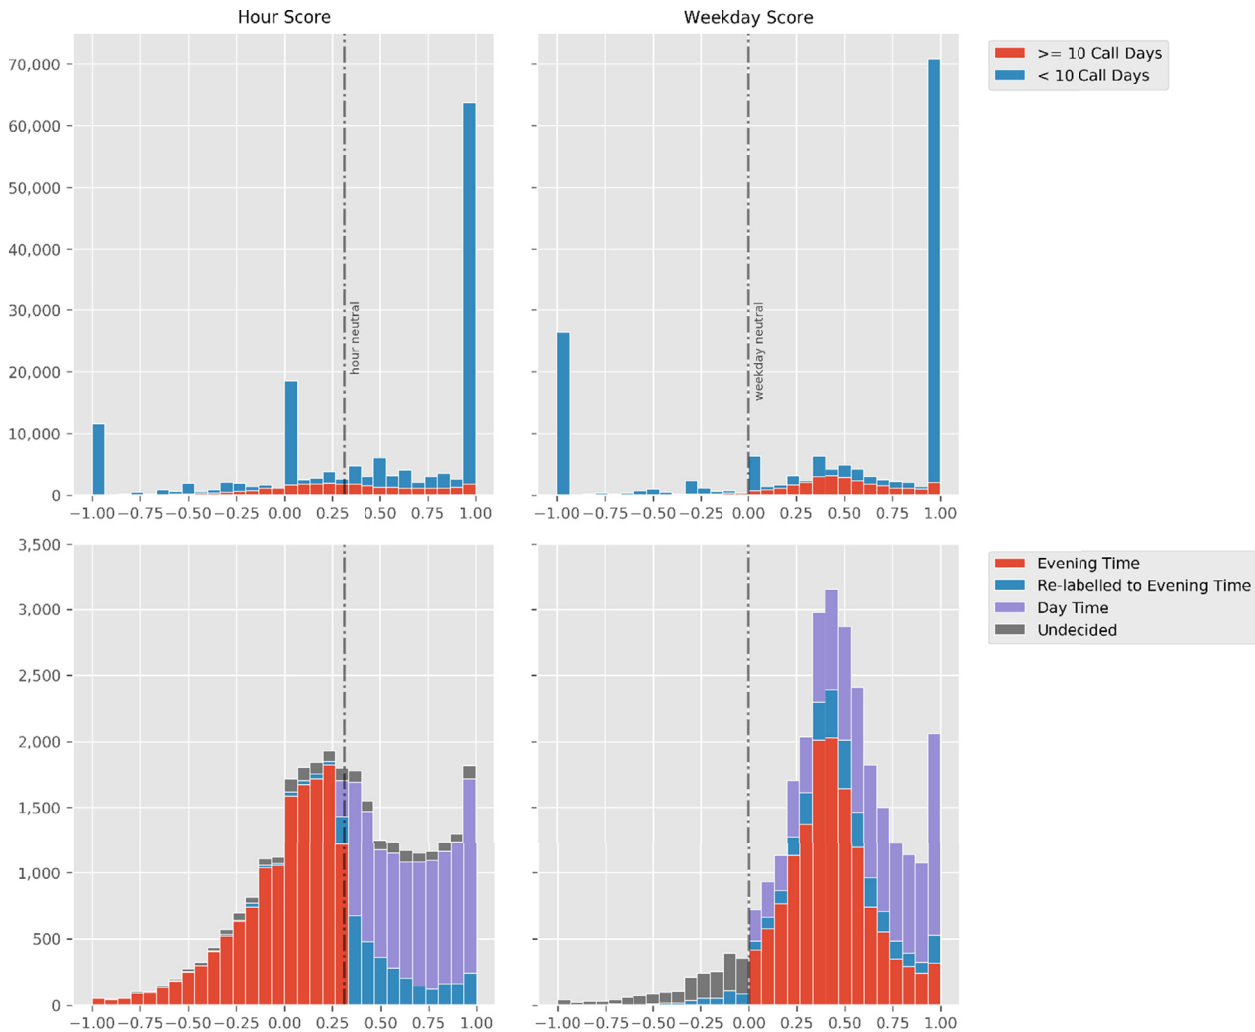 Hour Score
Weekday Score
70,000
60,000
50,000
40,000
30,000
20,000
10,000
0
hour neutral
weekday neutral
−1.00 −0.75 −0.50 −0.25 0.00 0.25 0.50 0.75 1.00
−1.00 −0.75 −0.50 −0.25 0.00 0.25 0.50 0.75 1.00
>= 10 Call Days
< 10 Call Days
3,500
3,000
2,500
2,000
1,500
1,000
500
0
−1.00 −0.75 −0.50 −0.25 0.00 0.25 0.50 0.75 1.00
−1.00 −0.75 −0.50 −0.25 0.00 0.25 0.50 0.75 1.00
Evening Time
Re-labelled to Evening Time
Day Time
Undecided